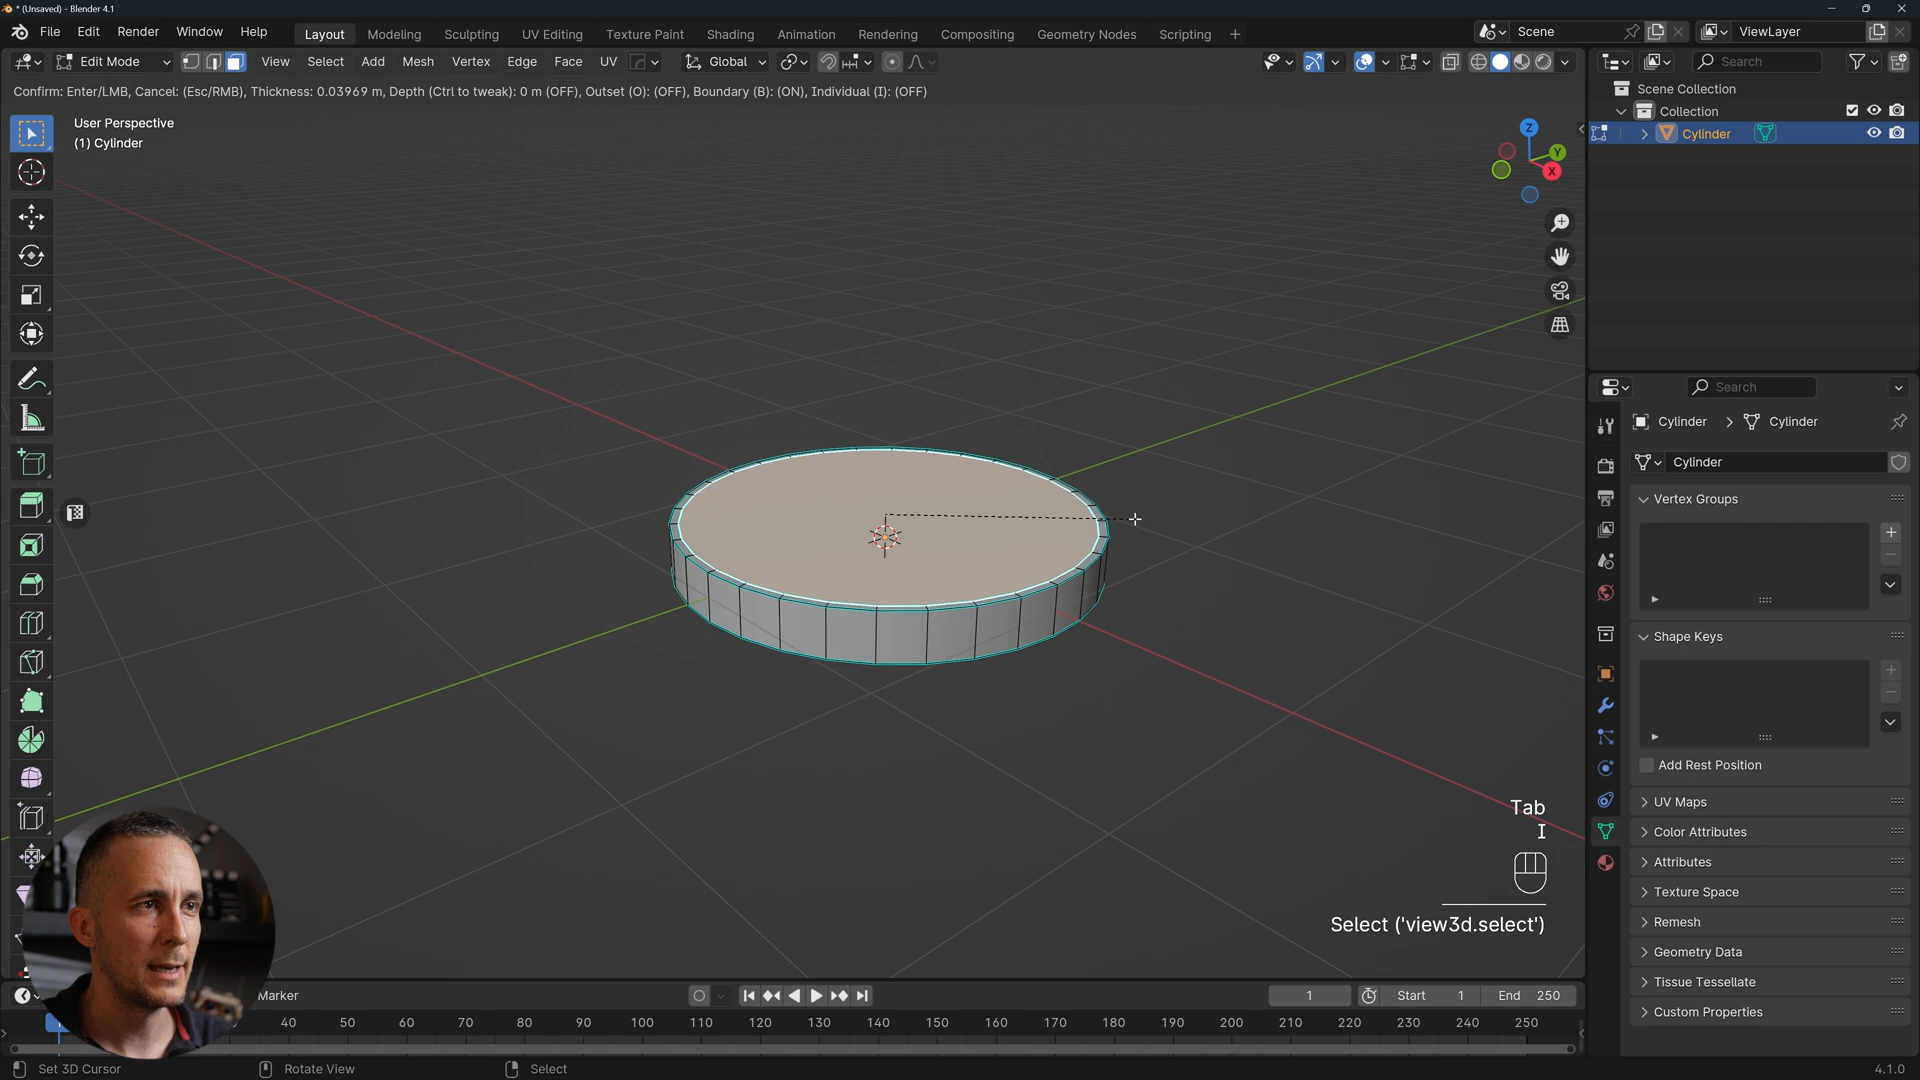 * (Unsaved) - Blender 4.1
File Edit Render Window Help Layout Modeling Sculpting UV Editing Texture Paint Shading Animation Rendering Compositing Geometry Nodes Scripting + Scene ViewLayer
Edit Mode View Select Add Mesh Vertex Edge Face UV Global Search
Confirm: Enter/LMB, Cancel: (Esc/RMB), Thickness: 0.03969 m, Depth (Ctrl to tweak): 0 m (OFF), Outset (O): (OFF), Boundary (B): (ON), Individual (I): (OFF)
Scene Collection
Collection
Cylinder
User Perspective
(1) Cylinder
Z
Y
X
Search
Cylinder > Cylinder
Cylinder
Vertex Groups
Shape Keys
Add Rest Position
UV Maps
Color Attributes
Attributes
Texture Space
Remesh
Geometry Data
Tissue Tessellate
Custom Properties
Tab
I
Select ('view3d.select')
Marker
1 Start 1 End 250
40 50 60 70 80 90 100 110 120 130 140 150 160 170 180 190 200 210 220 230 240 250
Set 3D Cursor Rotate View Select 4.1.0